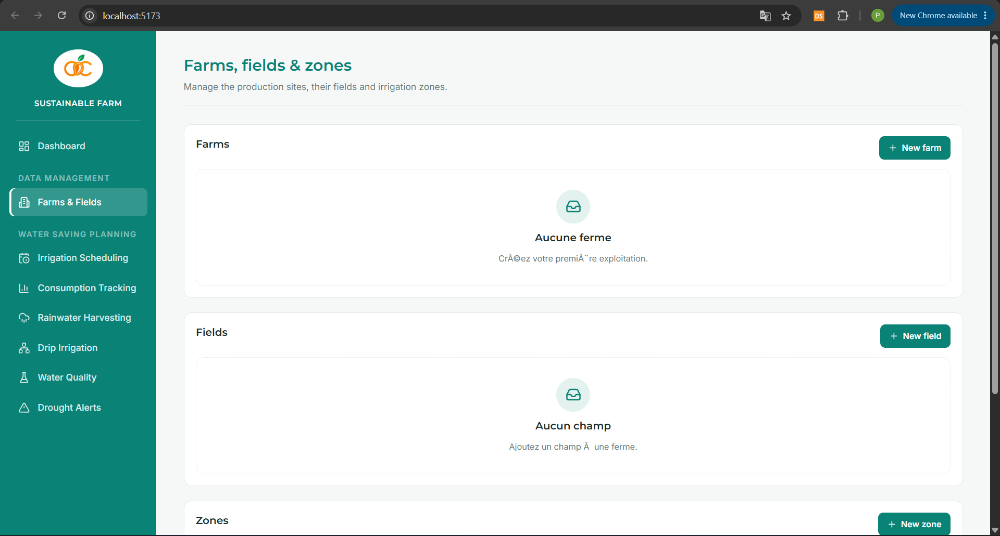 localhost:5173
DS
P
New Chrome available
SUSTAINABLE FARM
Dashboard
DATA MANAGEMENT
Farms & Fields
WATER SAVING PLANNING
Irrigation Scheduling
Consumption Tracking
Rainwater Harvesting
Drip Irrigation
Water Quality
Drought Alerts
Farms, fields & zones
Manage the production sites, their fields and irrigation zones.
Farms
+ New farm
Aucune ferme
CrÃ©ez votre premiÃ¨re exploitation.
Fields
+ New field
Aucun champ
Ajoutez un champ Ã  une ferme.
Zones
+ New zone